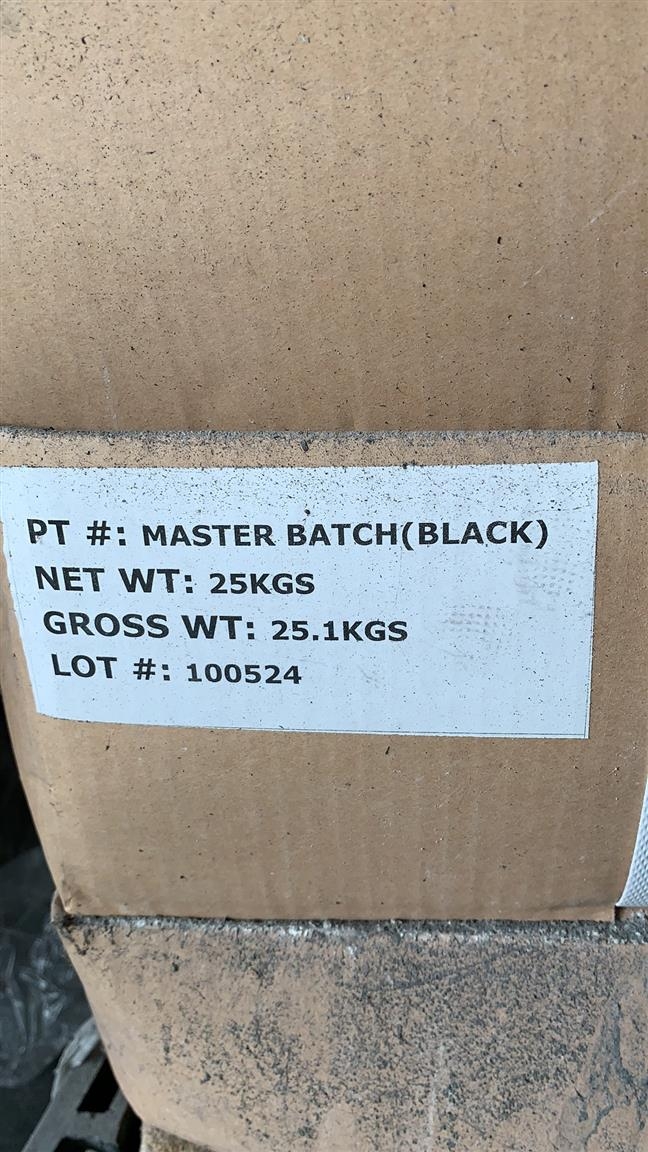 PT #: MASTER BATCH(BLACK)
NET WT: 25KGS
GROSS WT: 25.1KGS
LOT #: 100524